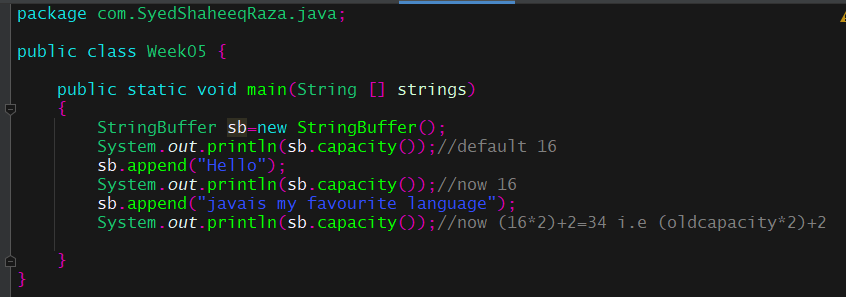 package com.SyedShaheeqRaza.java;
public class Week05 {
public static void main(String [] strings)
{
StringBuffer sb=new StringBuffer();
System.out.println(sb.capacity());//default 16
sb.append("Hello");
System.out.println(sb.capacity());//now 16
sb.append("javais my favourite language");
System.out.println(sb.capacity());//now (16*2)+2=34 i.e (oldcapacity*2)+2
}
}